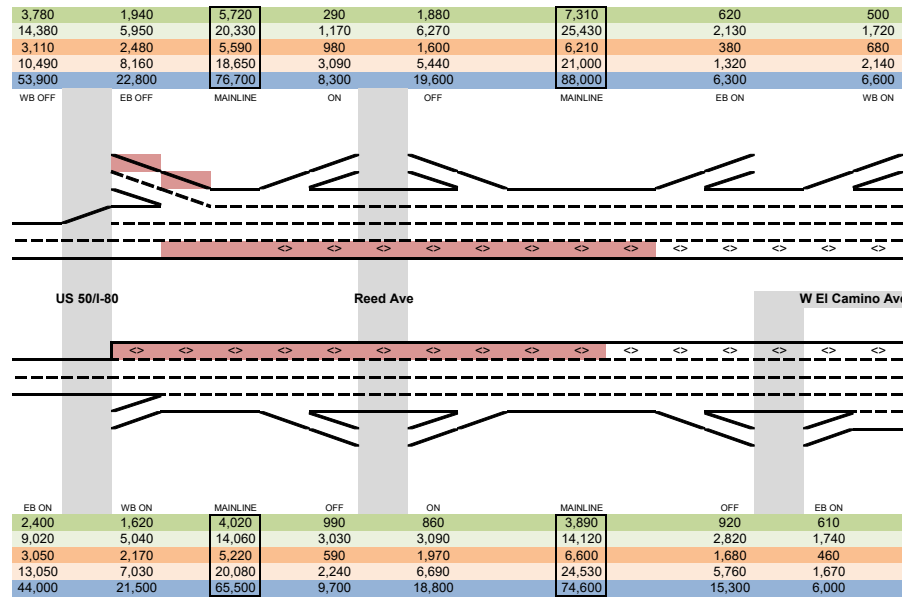 3,780 1,940 5,720 290 1,880 7,310 620 500
14,380 5,950 20,330 1,170 6,270 25,430 2,130 1,720
3,110 2,480 5,590 980 1,600 6,210 380 680
10,490 8,160 18,650 3,090 5,440 21,000 1,320 2,140
53,900 22,800 76,700 8,300 19,600 88,000 6,300 6,600
WB OFF EB OFF MAINLINE ON OFF MAINLINE EB ON WB ON
<> <> <> <> <> <> <> <> <> <> <> <> <>
US 50/I-80 Reed Ave W El Camino Ave
<> <> <> <> <> <> <> <> <> <> <> <> <> <> <> <>
EB ON WB ON MAINLINE OFF ON MAINLINE OFF EB ON
2,400 1,620 4,020 990 860 3,890 920 610
9,020 5,040 14,060 3,030 3,090 14,120 2,820 1,740
3,050 2,170 5,220 590 1,970 6,600 1,680 460
13,050 7,030 20,080 2,240 6,690 24,530 5,760 1,670
44,000 21,500 65,500 9,700 18,800 74,600 15,300 6,000